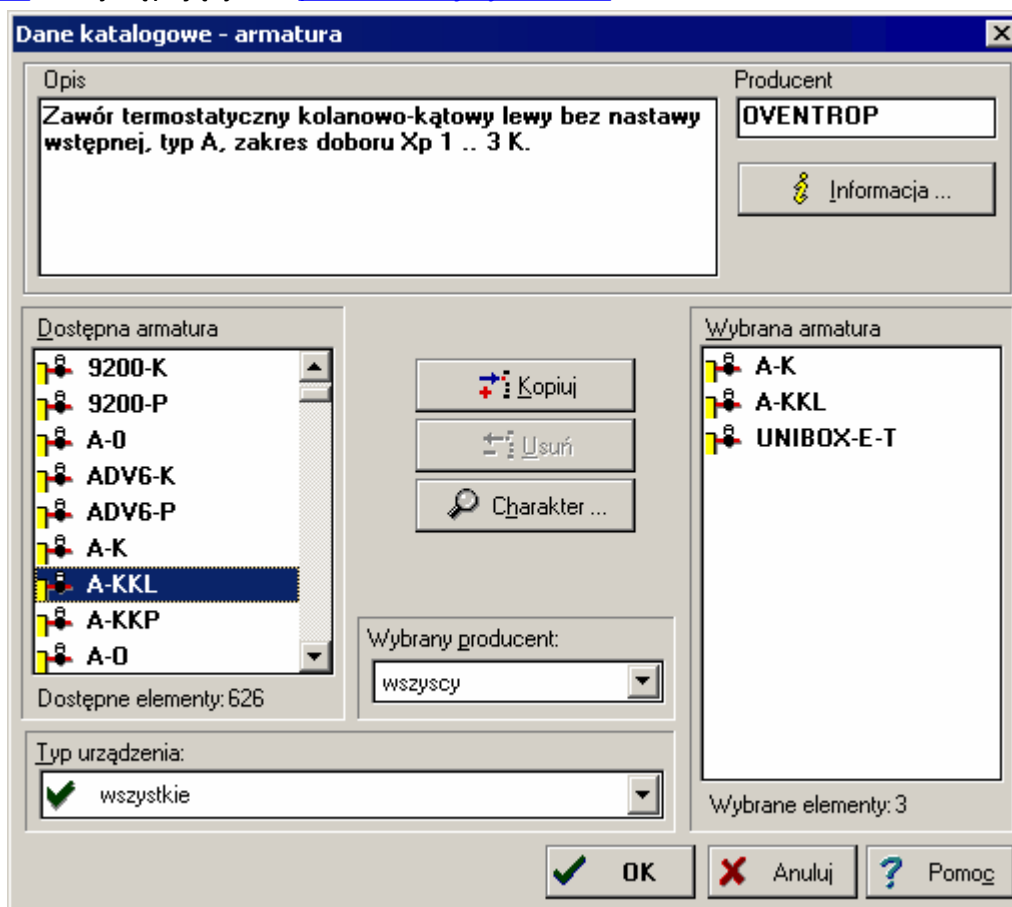 Dane katalogowe - armatura
Opis
Zawór termostatyczny kolanowo-kątowy lewy bez nastawy
wstępnej, typ A, zakres doboru Xp 1 .. 3 K.
Producent
OVENTROP
Informacja ...
Dostępna armatura
9200-K
9200-P
A-0
ADV6-K
ADV6-P
A-K
A-KKL
A-KKP
A-O
Dostępne elementy: 626
Kopiuj
Usuń
Charakter ...
Wybrany producent:
wszyscy
Typ urządzenia:
wszystkie
Wybrana armatura
A-K
A-KKL
UNIBOX-E-T
Wybrane elementy: 3
OK
Anuluj
Pomoc